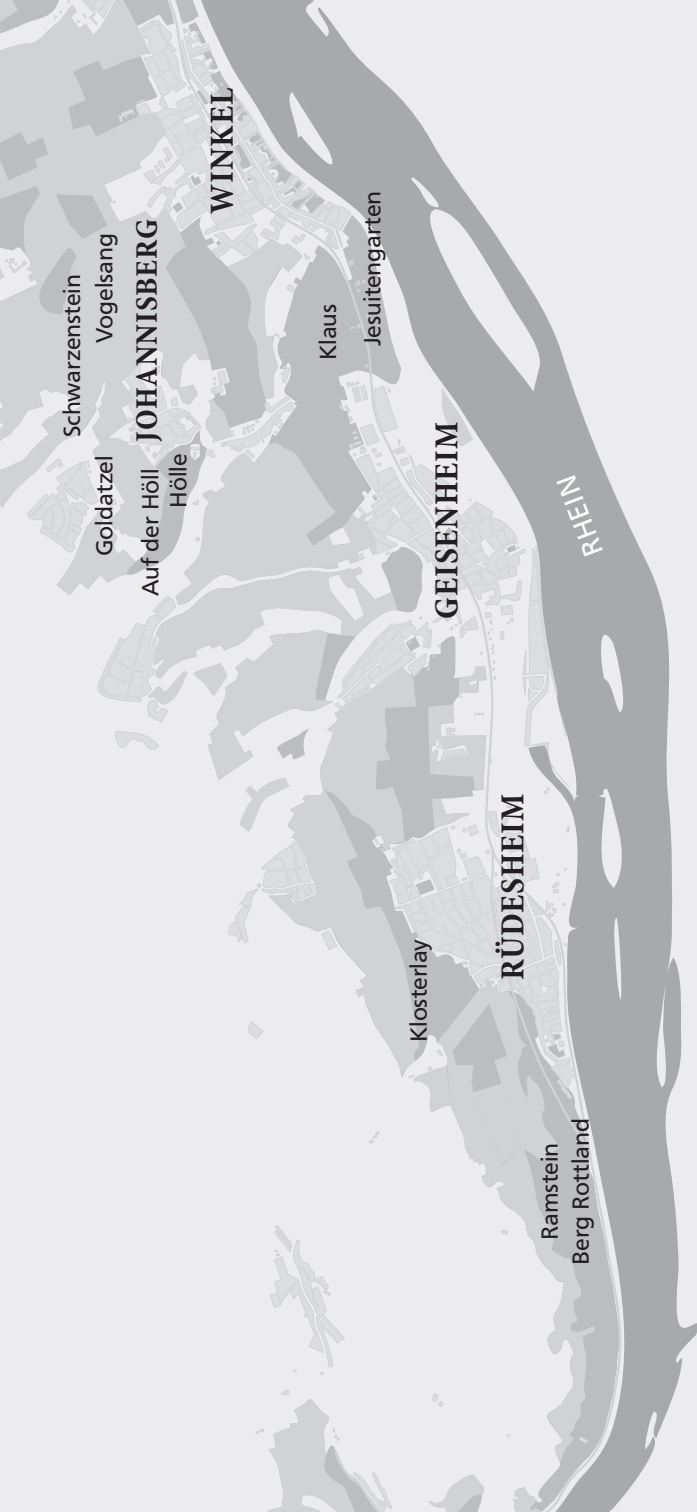 Schwarzenstein
Vogelsang
Goldatzel
JOHANNISBERG
Auf der Höll
Hölle
WINKEL
Klaus
Jesuitengarten
GEISENHEIM
RHEIN
Klosterlay
RÜDESHEIM
Ramstein
Berg Rottland